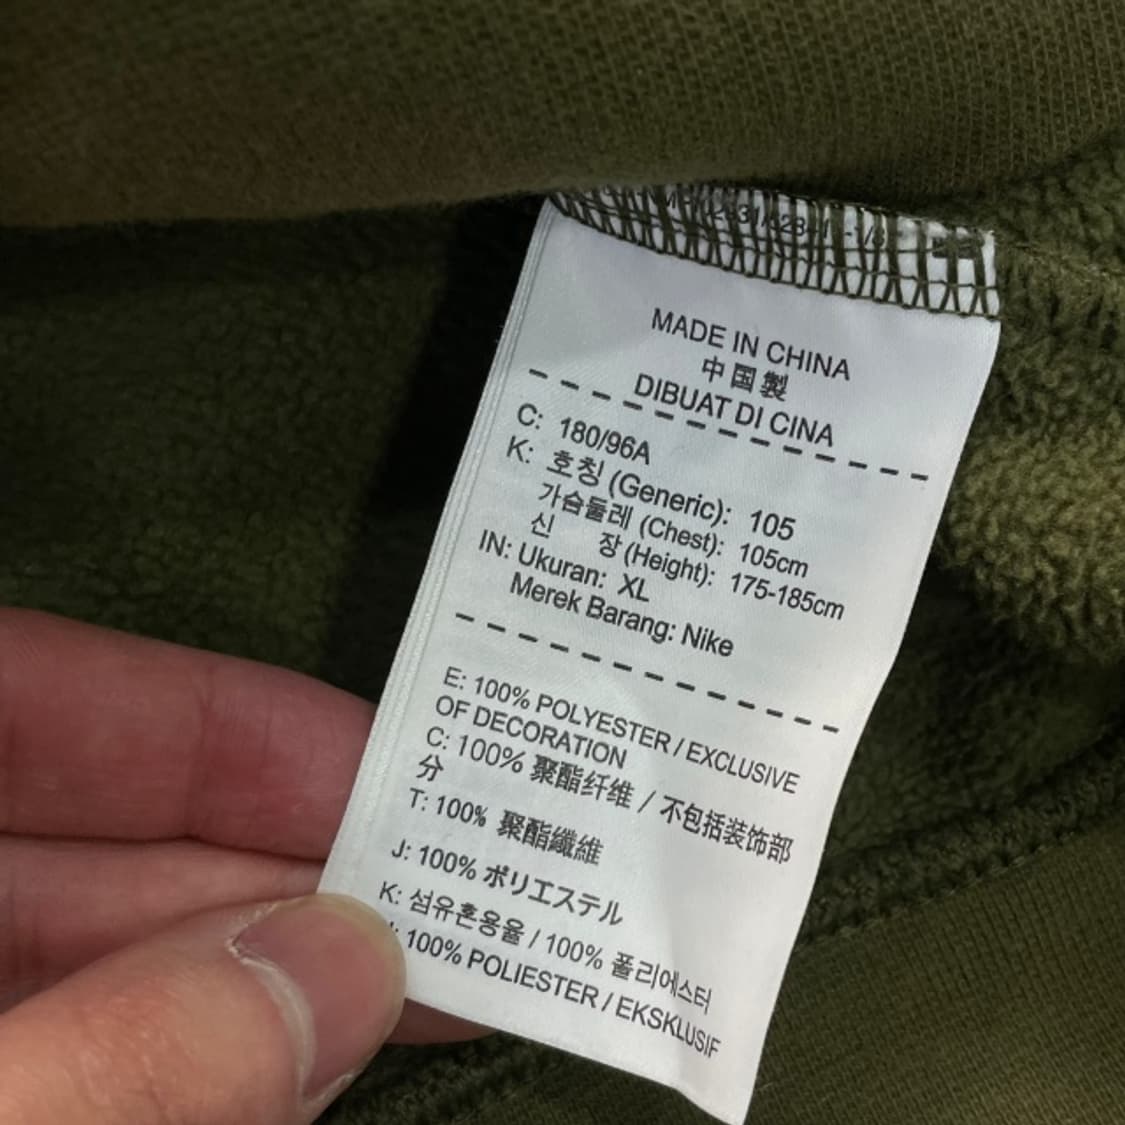 MADE IN CHINA
中国製
DIBUAT DI CINA
C: 180/96A
K: 호칭 (Generic): 105
가슴둘레 (Chest): 105cm
신 장 (Height): 175-185cm
IN: Ukuran: XL
Merek Barang: Nike
E: 100% POLYESTER / EXCLUSIVE
OF DECORATION
C: 100% 聚酯纤维 / 不包括装饰部
分
T: 100% 聚酯纖維
J: 100% ポリエステル
K: 섬유혼용율 / 100% 폴리에스터
100% POLIESTER / EKSKLUSIF